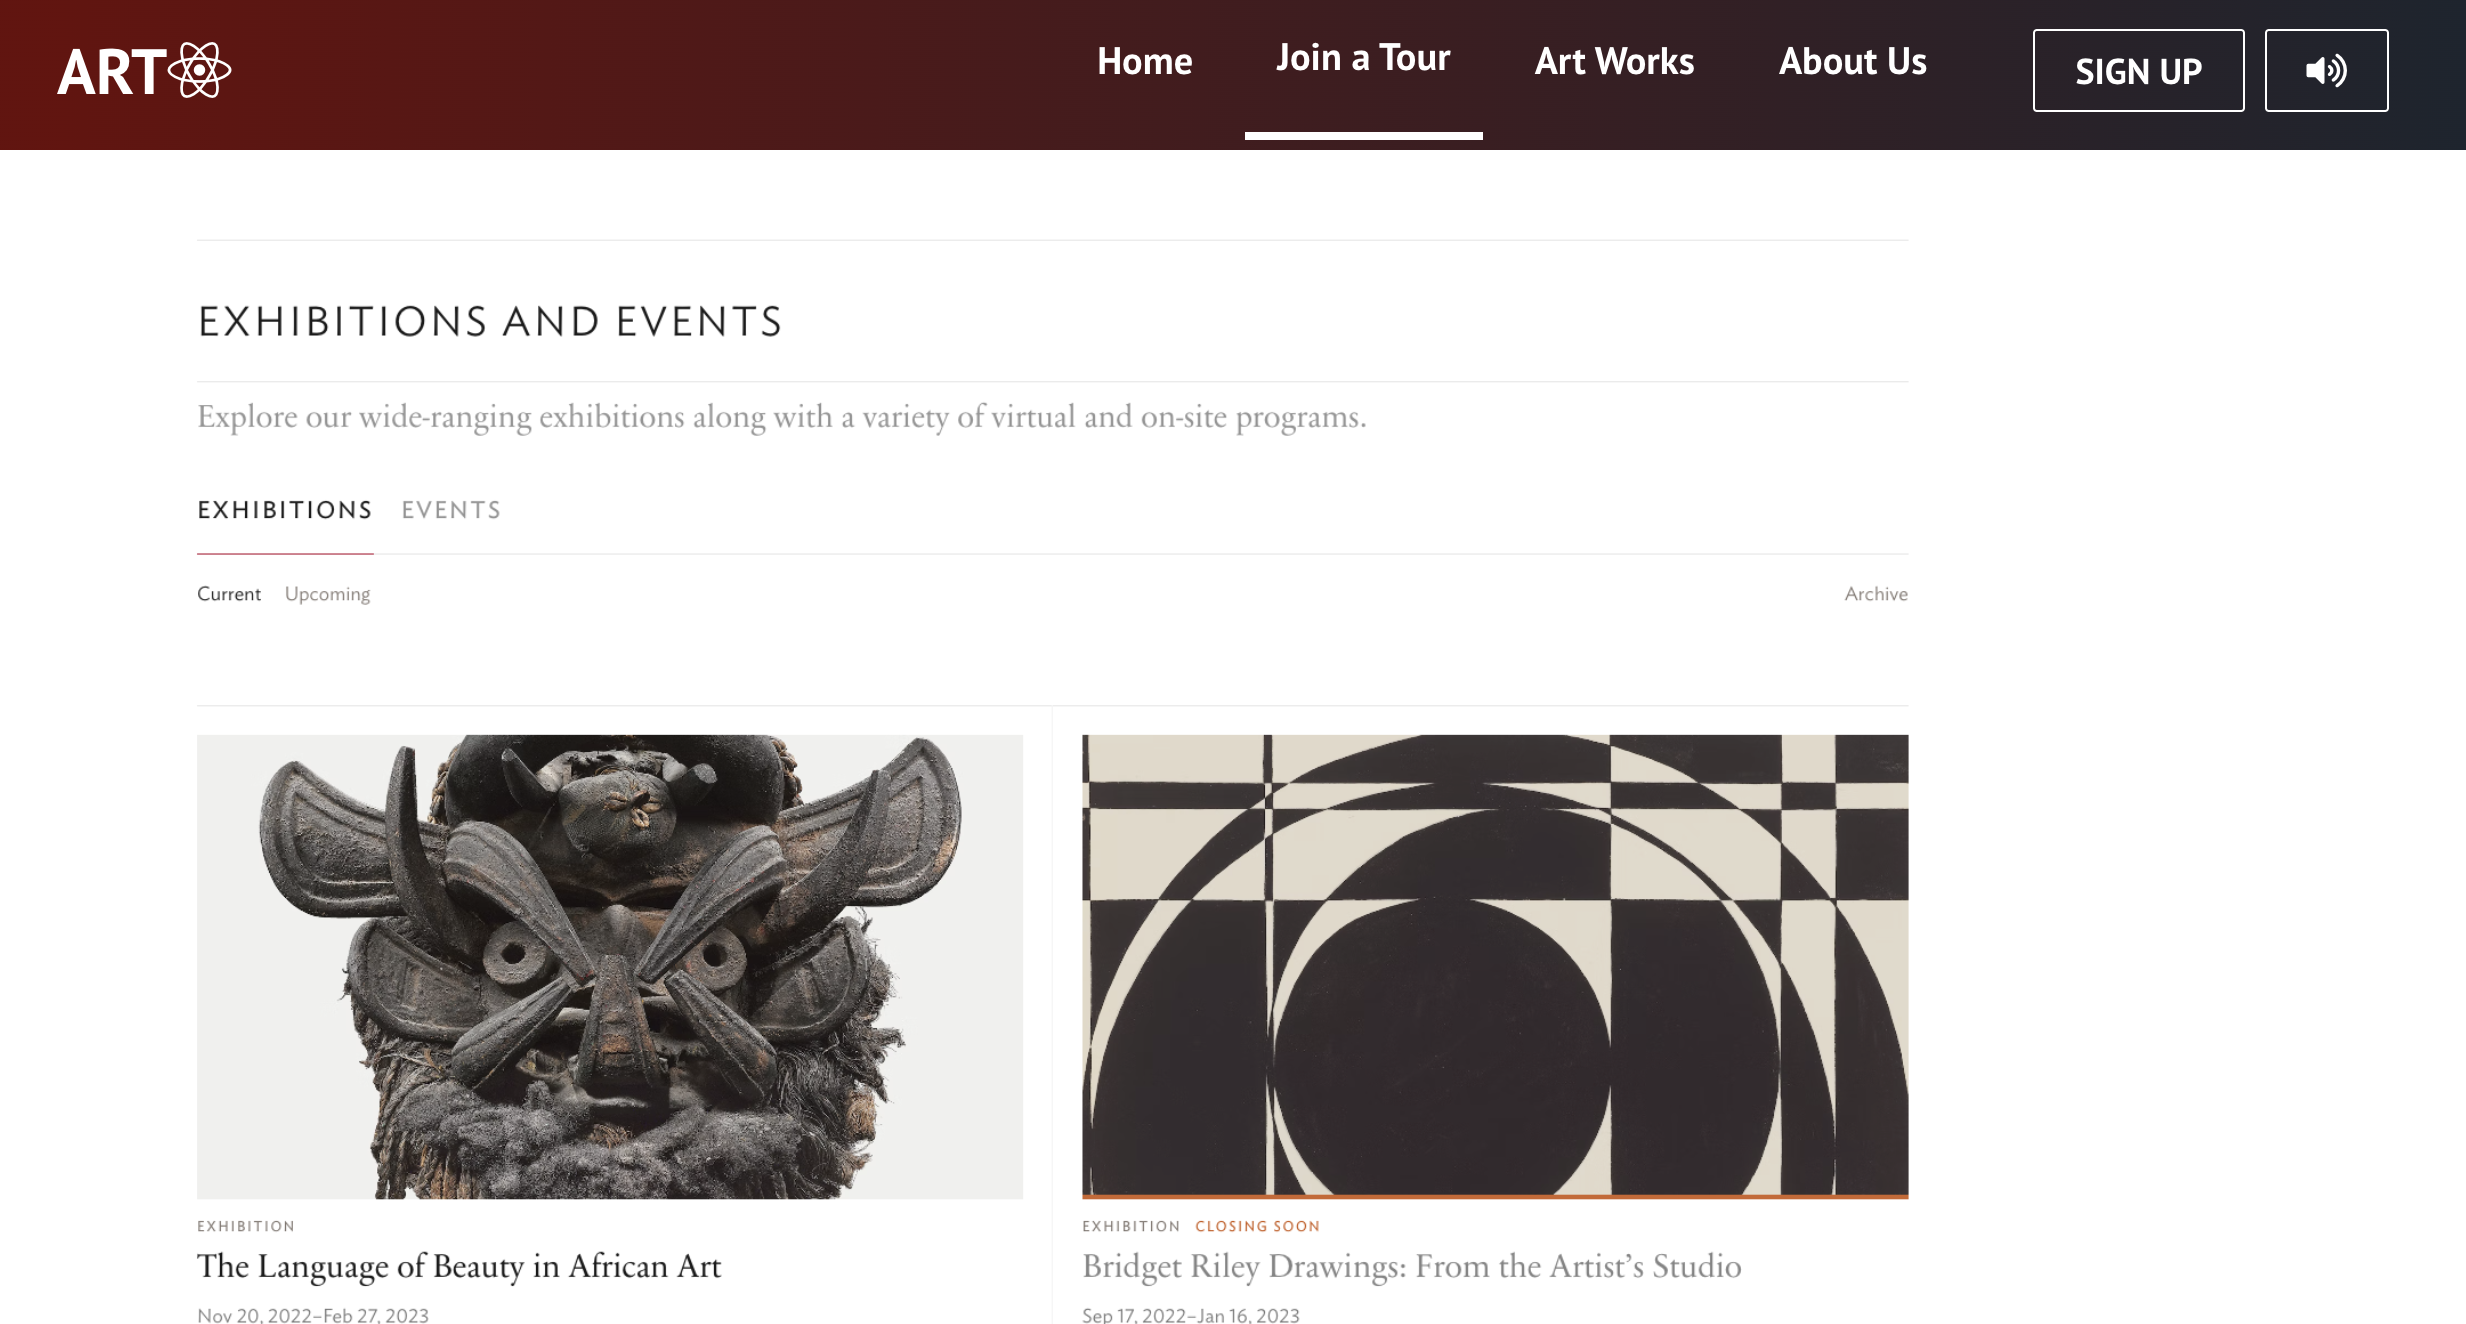 ART
Home
Join a Tour
Art Works
About Us
SIGN UP
EXHIBITIONS AND EVENTS
Explore our wide-ranging exhibitions along with a variety of virtual and on-site programs.
EXHIBITIONS EVENTS
Current Upcoming
Archive
EXHIBITION
The Language of Beauty in African Art
Nov 20, 2022–Feb 27, 2023
EXHIBITION CLOSING SOON
Bridget Riley Drawings: From the Artist’s Studio
Sep 17, 2022–Jan 16, 2023